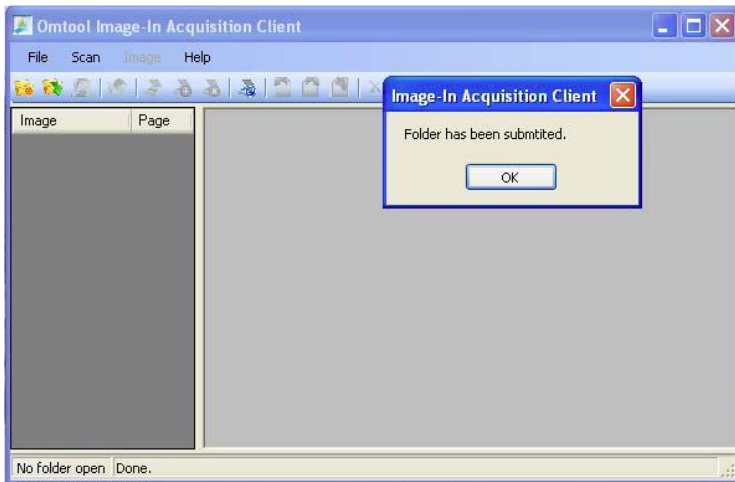 Omtool Image-In Acquisition Client
File Scan Image Help
Image-In Acquisition Client
Folder has been submtited.
OK
Image Page
No folder open Done.